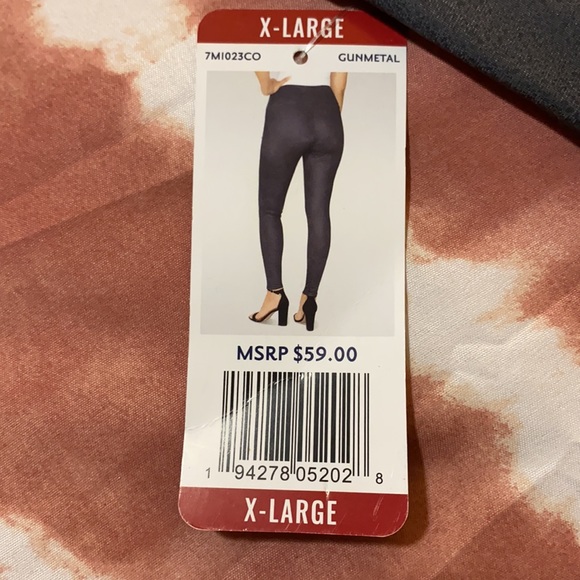 X-LARGE
7MI023CO GUNMETAL
MSRP $59.00
1 94278 05202 8
X-LARGE